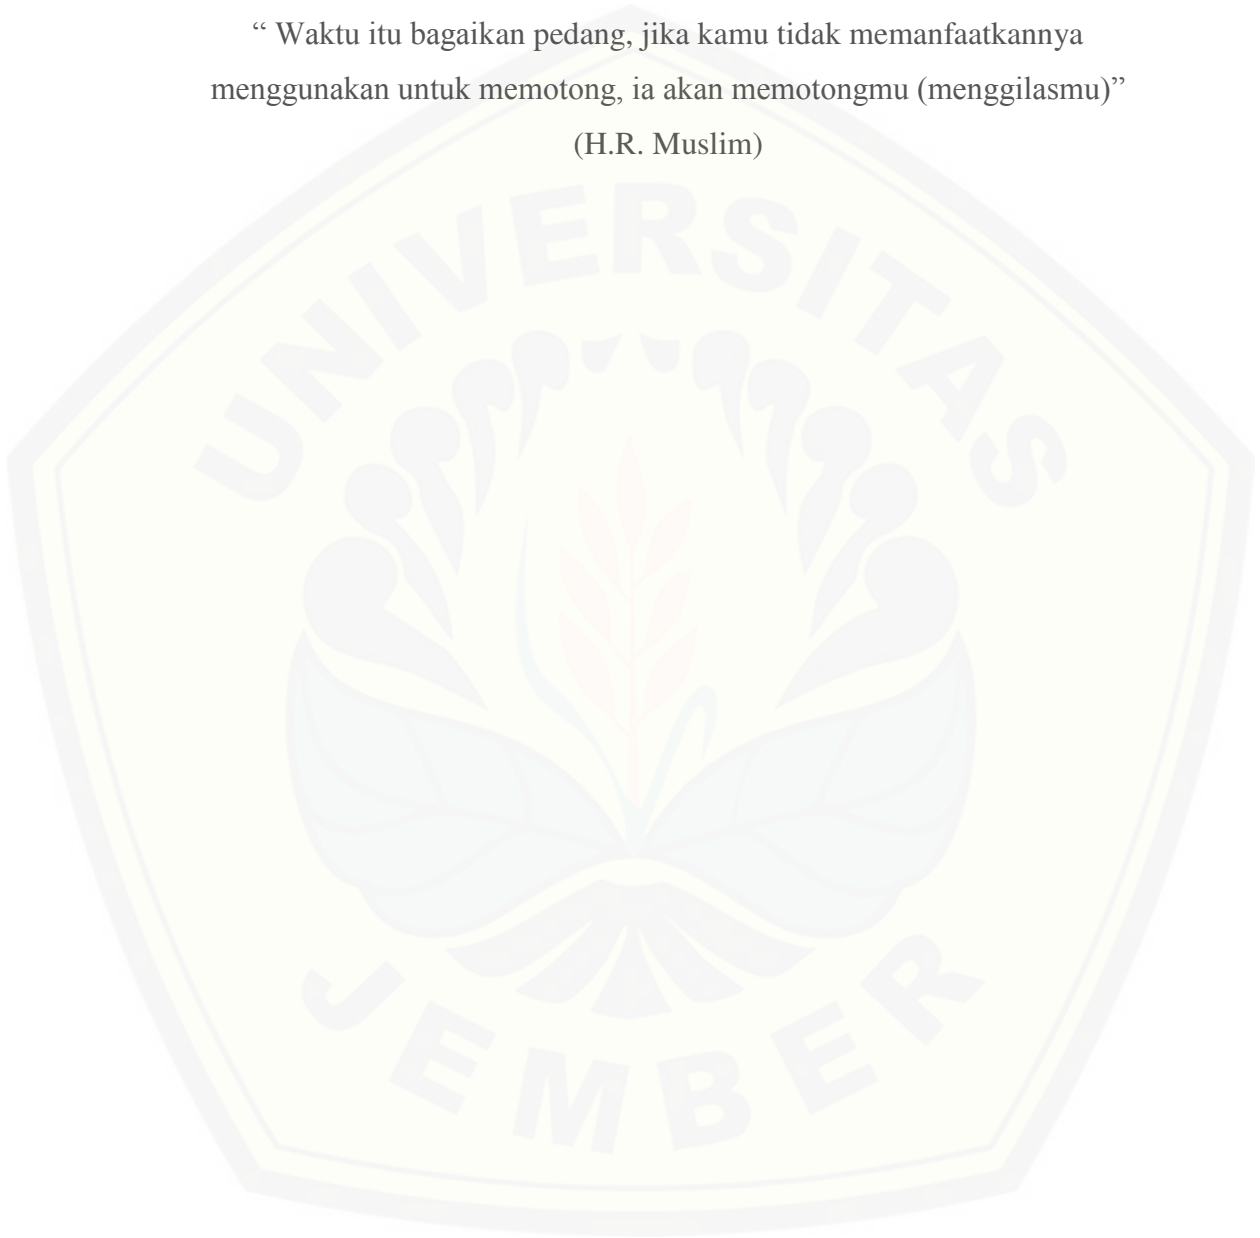 “ Waktu itu bagaikan pedang, jika kamu tidak memanfaatkannya
menggunakan untuk memotong, ia akan memotongmu (menggilasmu)”
(H.R. Muslim)
UNIVERSITAS
JEMBER